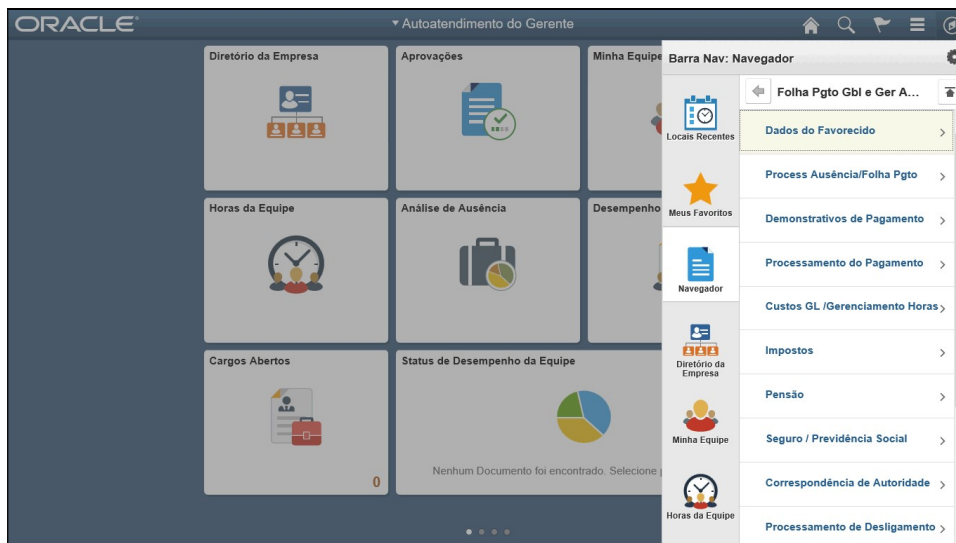 ORACLE
Autoatendimento do Gerente
Diretório da Empresa
Aprovações
Minha Equipe
Horas da Equipe
Análise de Ausência
Desempenho
Cargos Abertos
0
Status de Desempenho da Equipe
Nenhum Documento foi encontrado. Selecione
Barra Nav: Navegador
Locais Recentes
Meus Favoritos
Navegador
Diretório da
Empresa
Minha Equipe
Horas da Equipe
Folha Pgto Gbl e Ger A...
Dados do Favorecido
Process Ausência/Folha Pgto
Demonstrativos de Pagamento
Processamento do Pagamento
Custos GL /Gerenciamento Horas
Impostos
Pensão
Seguro / Previdência Social
Correspondência de Autoridade
Processamento de Desligamento